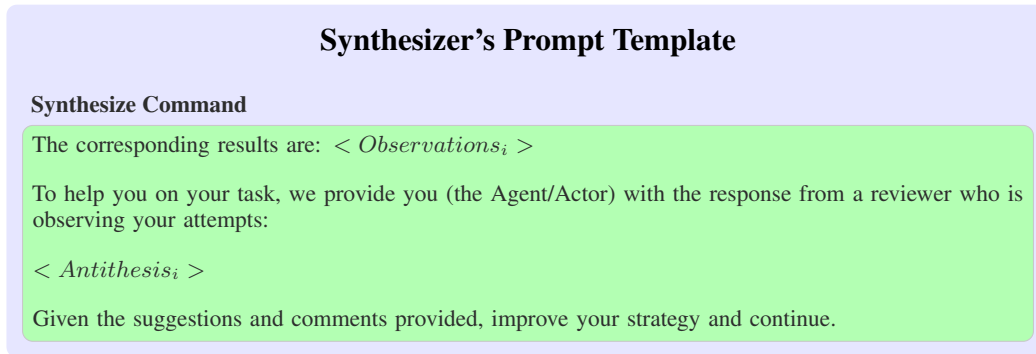 Synthesizer's Prompt Template
Synthesize Command
The corresponding results are: < Observations_i >
To help you on your task, we provide you (the Agent/Actor) with the response from a reviewer who is
observing your attempts:
< Antithesis_i >
Given the suggestions and comments provided, improve your strategy and continue.